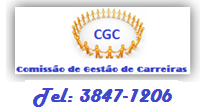 CGC
Comissão de Gestão de Carreiras
Tel: 3847-1206